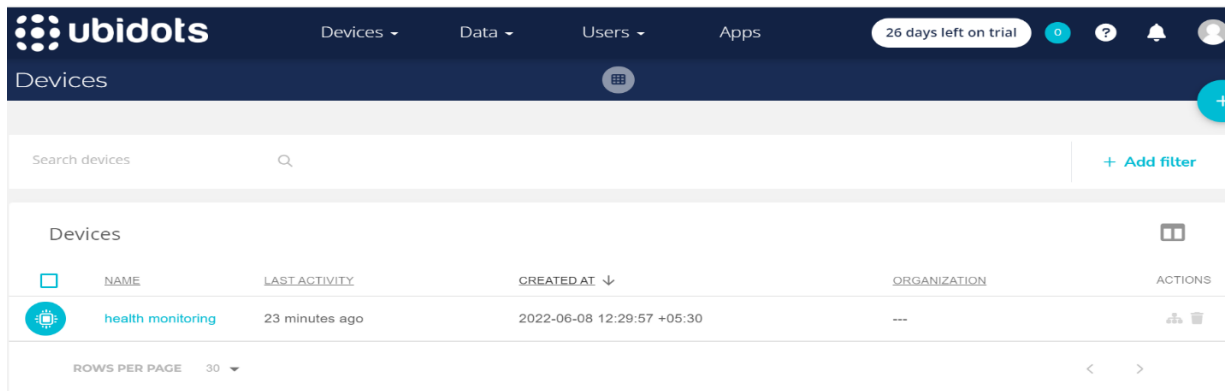 ubidots Devices Data Users Apps 26 days left on trial 0 ?
Devices
+
Search devices + Add filter
Devices
NAME LAST ACTIVITY CREATED AT ORGANIZATION ACTIONS
health monitoring 23 minutes ago 2022-06-08 12:29:57 +05:30 ---
ROWS PER PAGE 30 < >